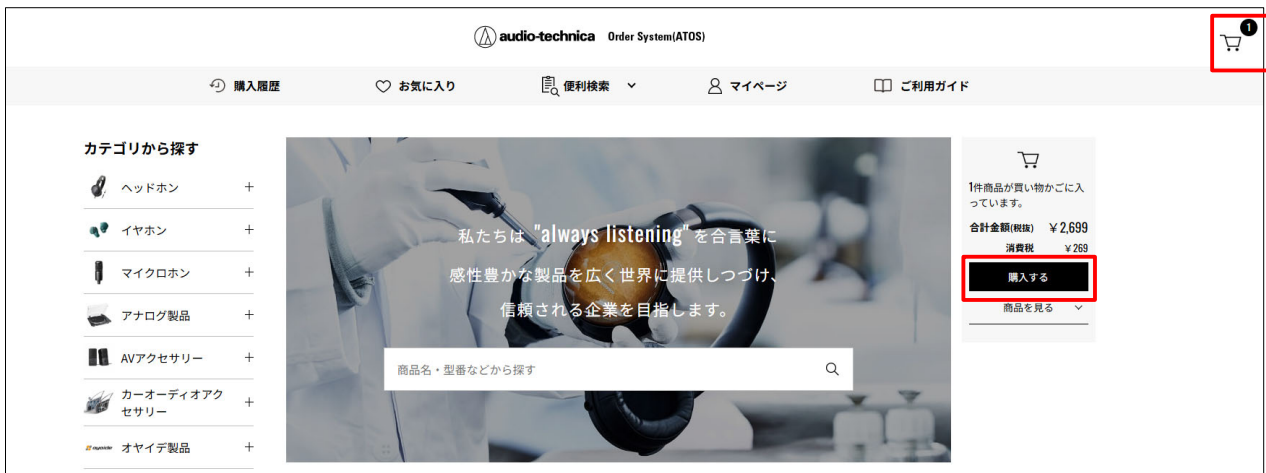 audio-technica Order System(ATOS)
1
購入履歴
お気に入り
便利検索
マイページ
ご利用ガイド
カテゴリから探す
ヘッドホン
イヤホン
マイクロホン
アナログ製品
AVアクセサリー
カーオーディオアク
セサリー
オヤイデ製品
私たちは "always listening" を合言葉に
感性豊かな製品を広く世界に提供しつづけ、
信頼される企業を目指します。
商品名・型番などから探す
1件商品が買い物かごに入
っています。
合計金額(税抜) ￥2,699
消費税 ￥269
購入する
商品を見る